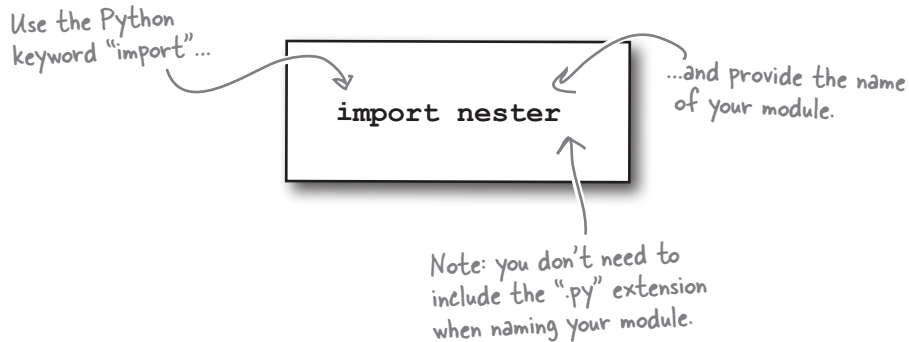 Use the Python
keyword “import”...
import nester
...and provide the name
of your module.
Note: you don’t need to
include the “.py” extension
when naming your module.